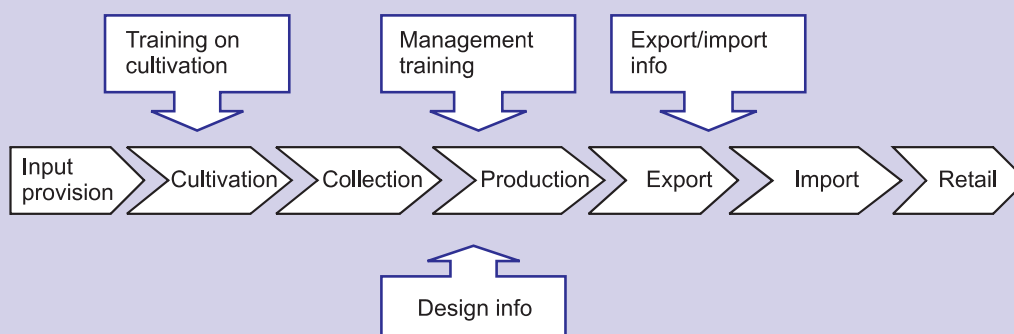 Training on
cultivation
Management
training
Export/import
info
Input
provision
Cultivation
Collection
Production
Export
Import
Retail
Design info